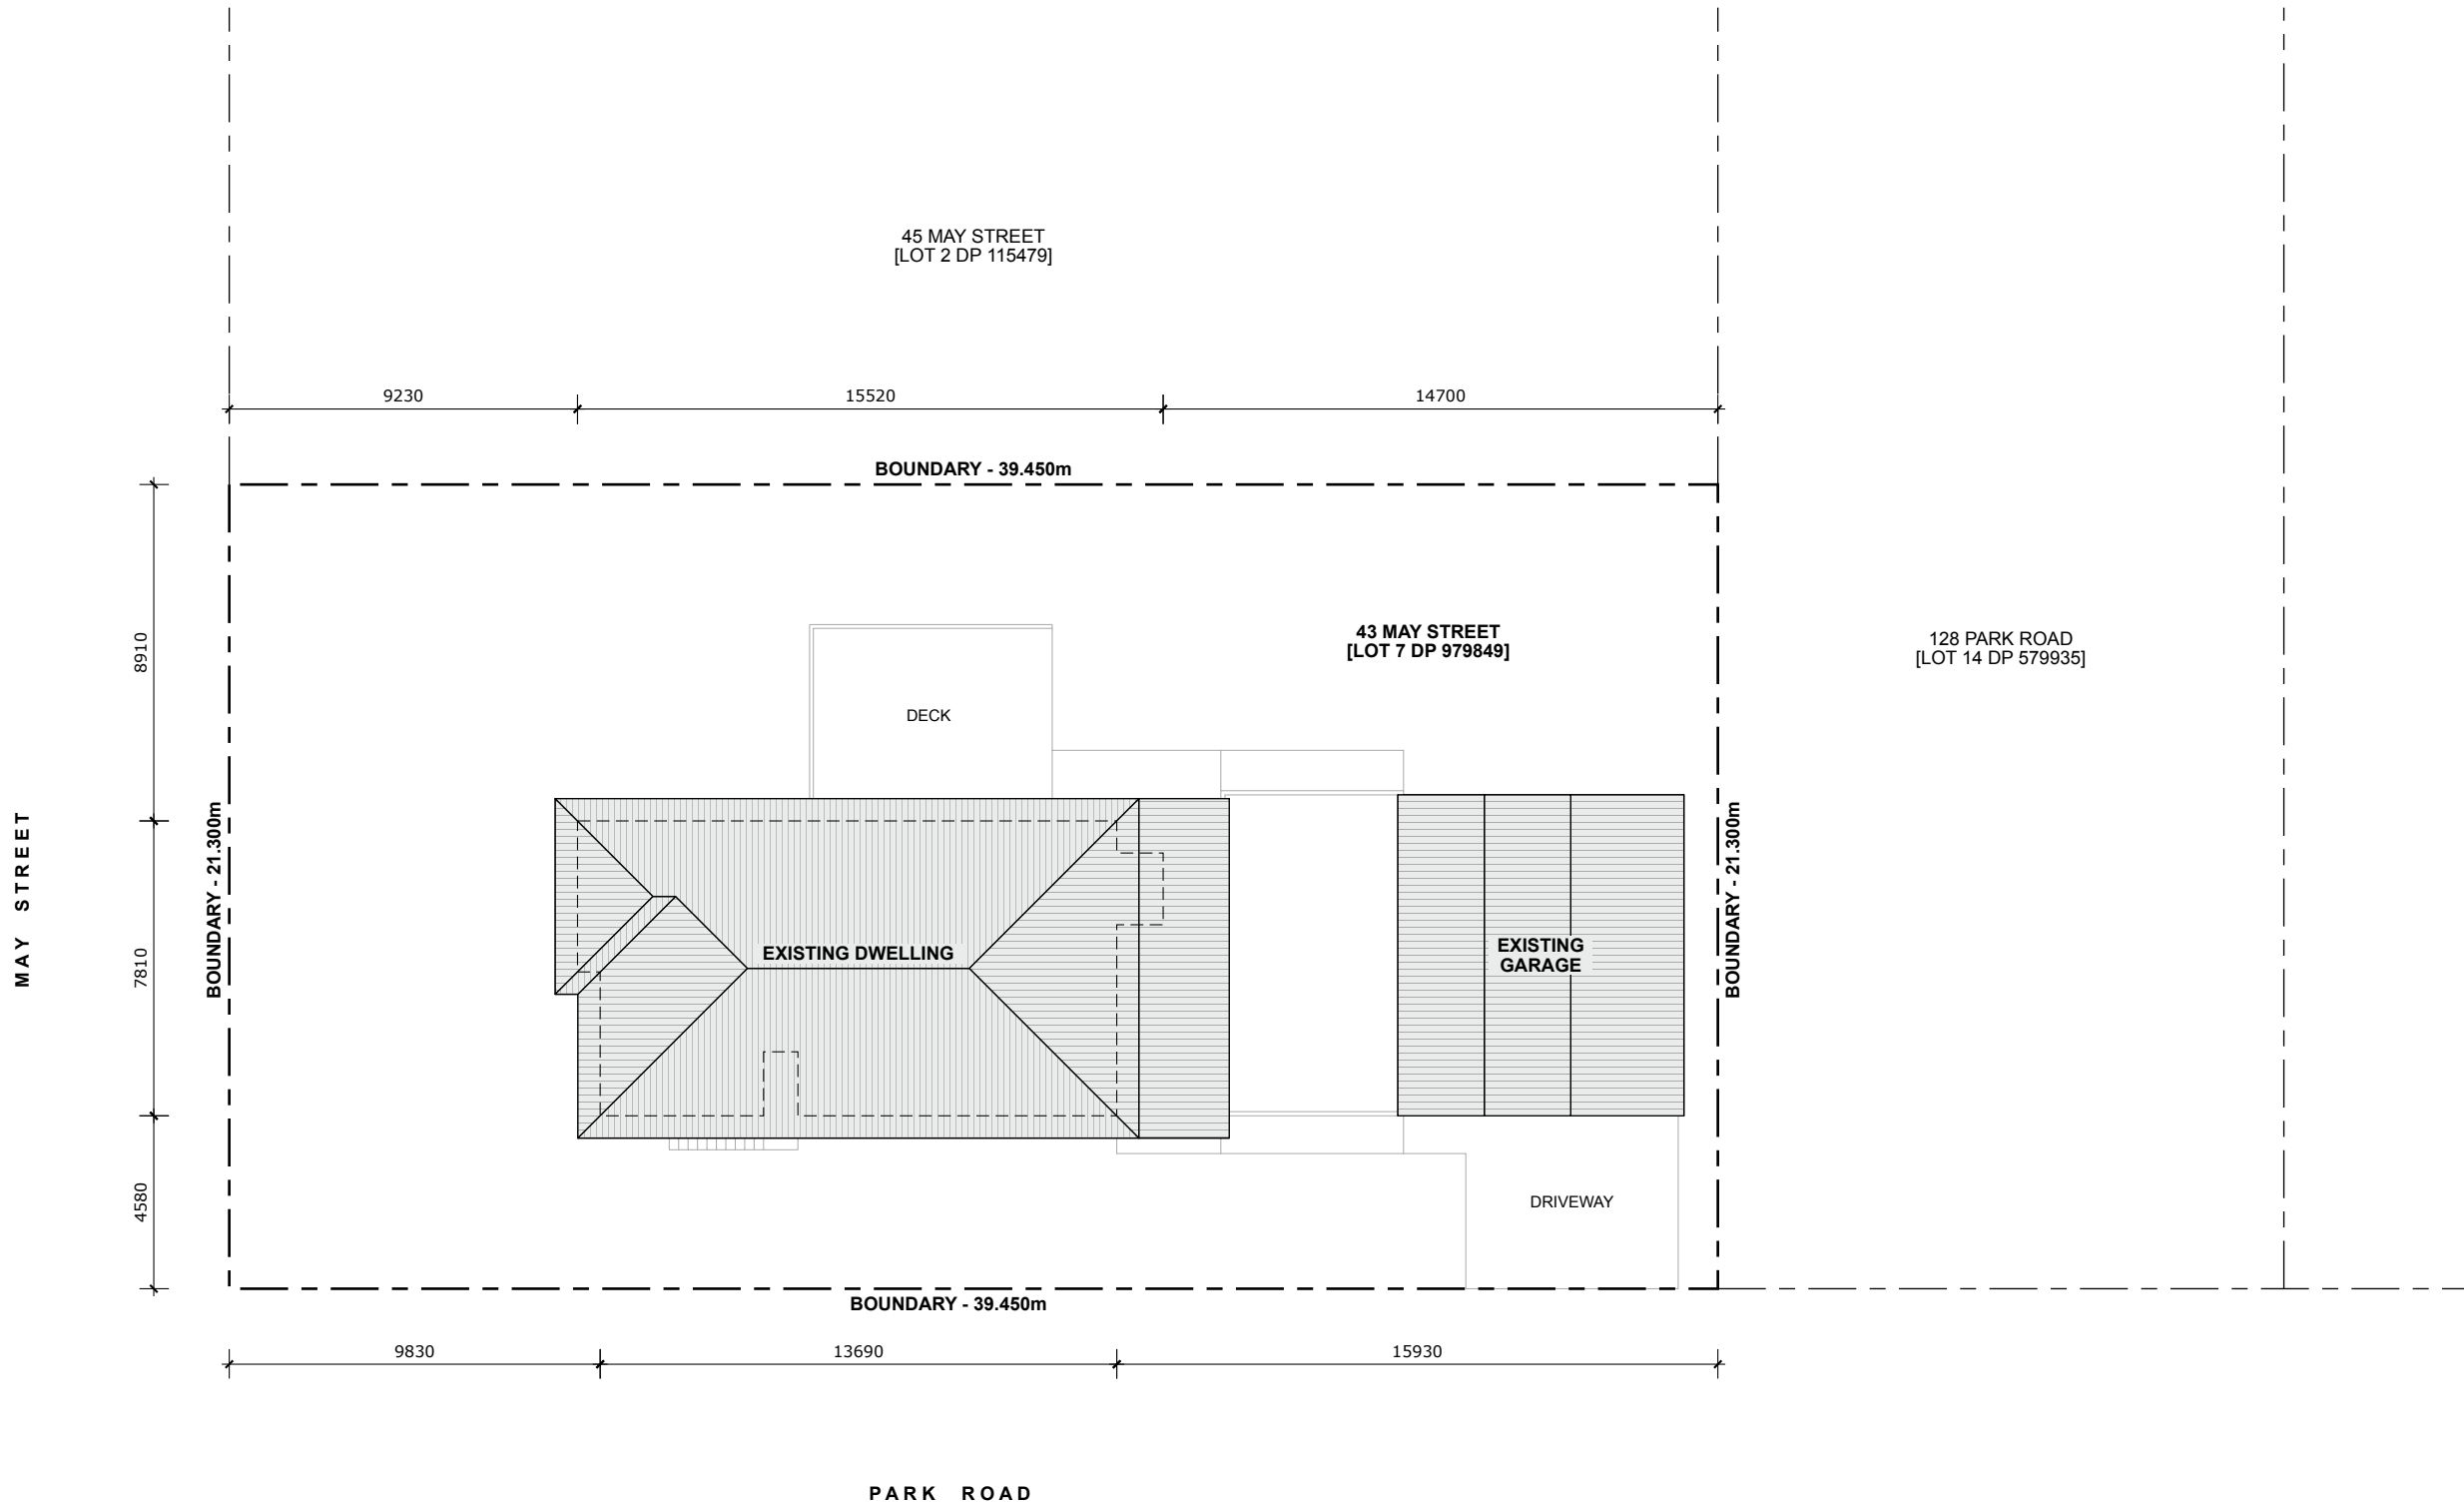 45 MAY STREET
[LOT 2 DP 115479]
9230
15520
14700
BOUNDARY - 39.450m
8910
43 MAY STREET
[LOT 7 DP 979849]
128 PARK ROAD
[LOT 14 DP 579935]
DECK
MAY STREET
BOUNDARY - 21.300m
7810
EXISTING DWELLING
EXISTING
GARAGE
BOUNDARY - 21.300m
4580
DRIVEWAY
BOUNDARY - 39.450m
9830
13690
15930
PARK ROAD